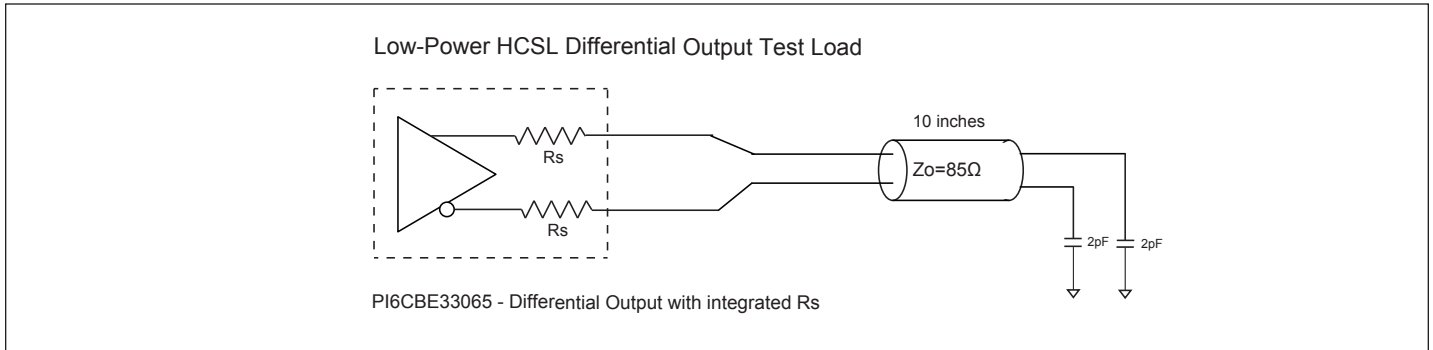 Low-Power HCSL Differential Output Test Load
10 inches
Rs
Zo=85Ω
Rs
2pF
2pF
PI6CBE33065 - Differential Output with integrated Rs